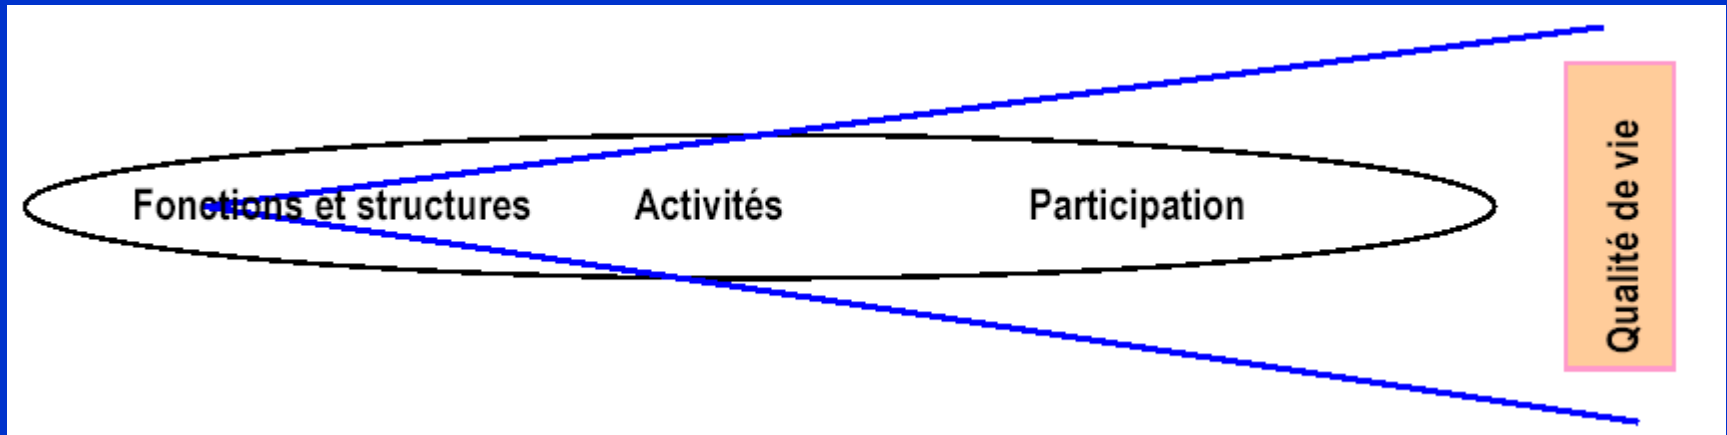 Fonctions et structures
Activités
Participation
Qualité de vie